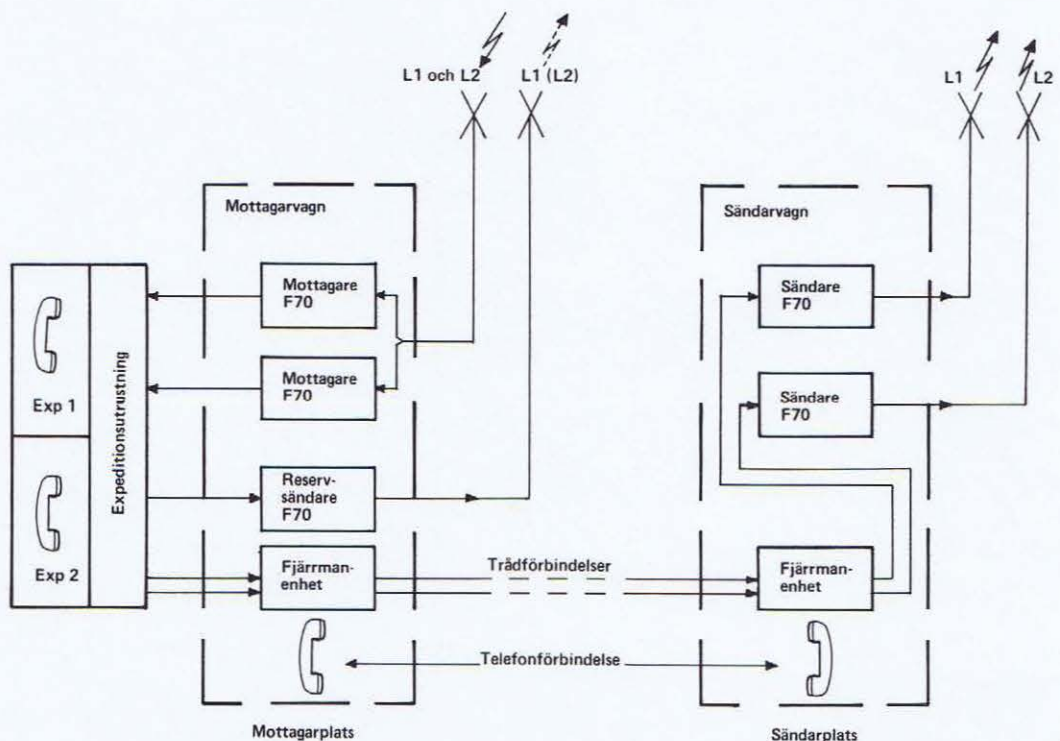 L1 och L2
L1 (L2)
L1
L2
Mottagarvagn
Sändarvagn
Mottagare
F70
Sändare
F70
Exp 1
Expeditionsutrustning
Mottagare
F70
Sändare
F70
Exp 2
Reserv-
sändare
F70
Fjärrman-
enhet
Trådförbindelser
Fjärrman-
enhet
Telefonförbindelse
Mottagarplats
Sändarplats